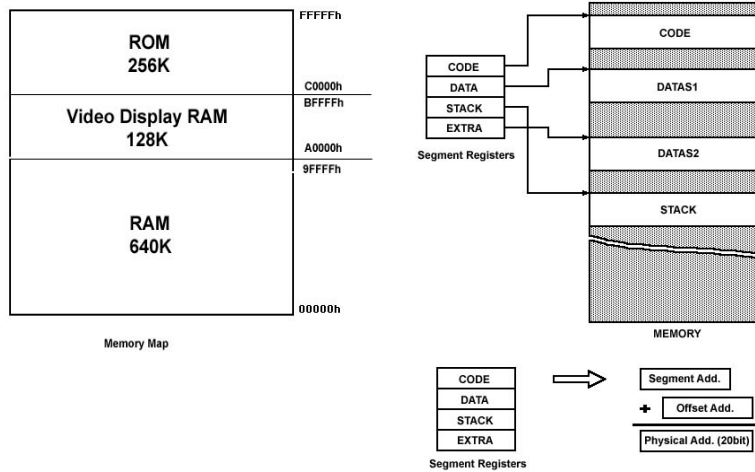 FFFFFh
ROM
256K
C0000h
BFFFFh
Video Display RAM
128K
A0000h
9FFFFh
RAM
640K
00000h
Memory Map
CODE
DATA
STACK
EXTRA
Segment Registers
CODE
DATAS1
DATAS2
STACK
MEMORY
CODE
DATA
STACK
EXTRA
Segment Registers
Segment Add.
+ Offset Add.
Physical Add. (20bit)